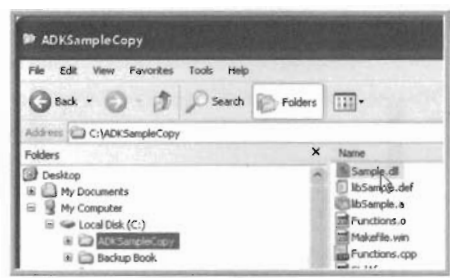 ADKSampleCopy
File Edit View Favorites Tools Help
Back Search Folders
Address C:\ADKSampleCopy
Folders
Name
Desktop
My Documents
My Computer
Local Disk (C:)
ADKSampleCopy
Backup Book.
Sample.dll
libSample.def
libSample.a
Functions.o
Makefile.win
Functions.cpp